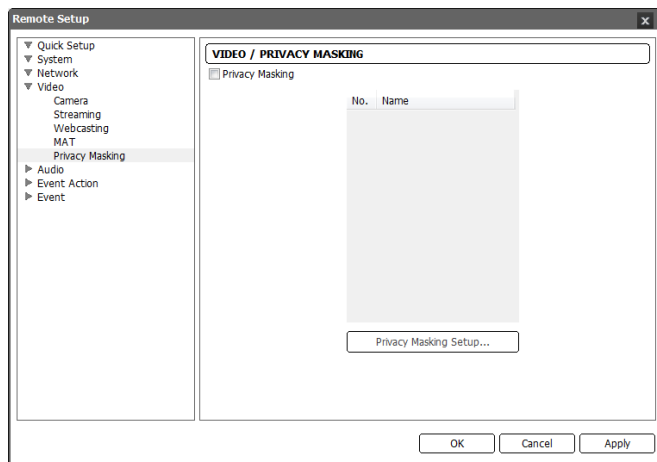 Remote Setup
x
Quick Setup
System
Network
Video
Camera
Streaming
Webcasting
MAT
Privacy Masking
Audio
Event Action
Event
VIDEO / PRIVACY MASKING
Privacy Masking
No. Name
Privacy Masking Setup...
OK Cancel Apply